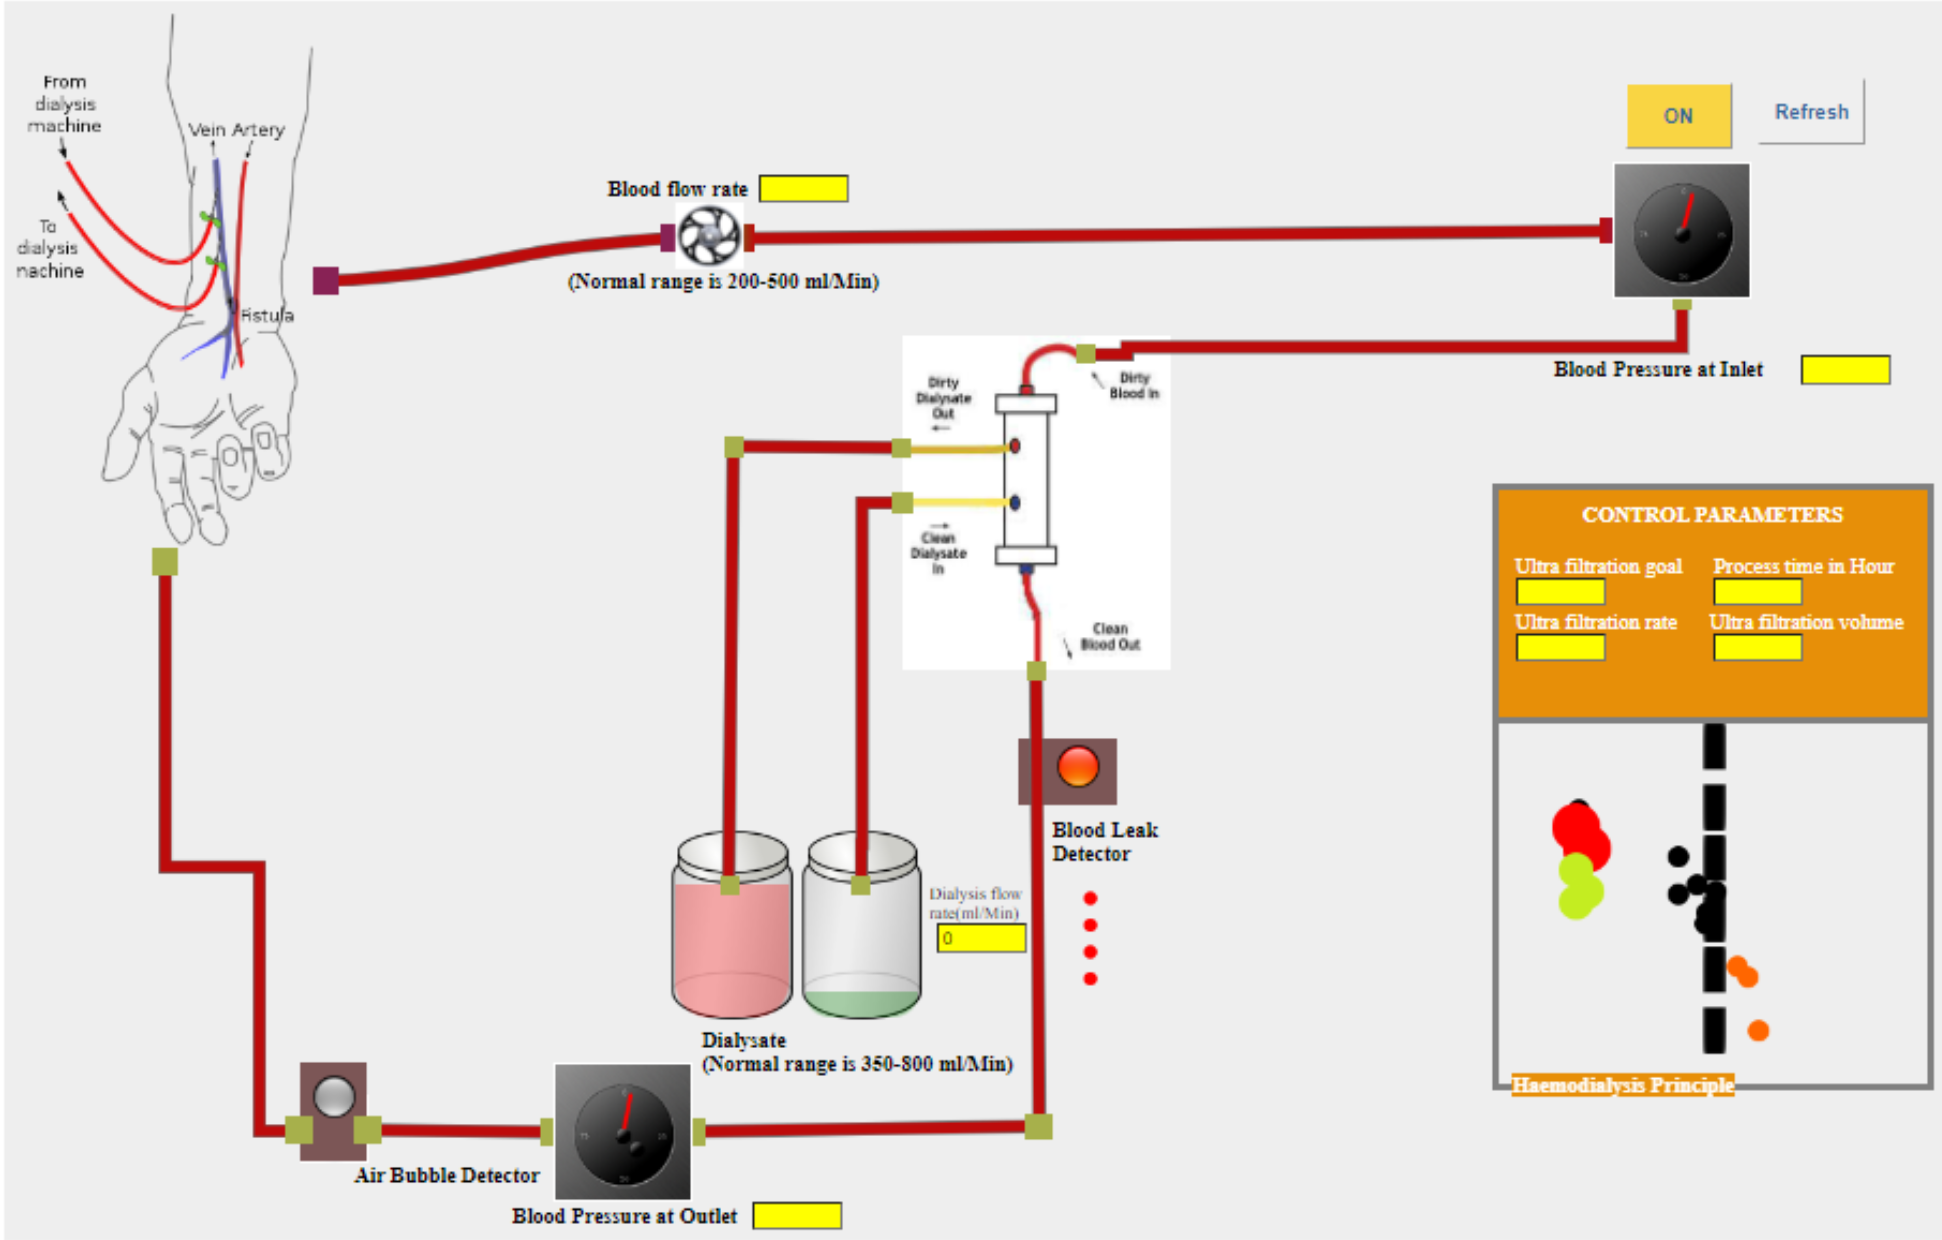 From
dialysis
machine
Vein Artery
To
dialysis
nachine
Fistula
Blood flow rate
(Normal range is 200-500 ml/Min)
ON
Refresh
Blood Pressure at Inlet
Dirty
Dialysate
Out
Dirty
Blood In
Clean
Dialysate
In
Clean
Blood Out
CONTROL PARAMETERS
Ultra filtration goal
Process time in Hour
Ultra filtration rate
Ultra filtration volume
Haemodialysis Principle
Blood Leak
Detector
Dialysis flow
rate(ml/Min)
0
Dialysate
(Normal range is 350-800 ml/Min)
Air Bubble Detector
Blood Pressure at Outlet